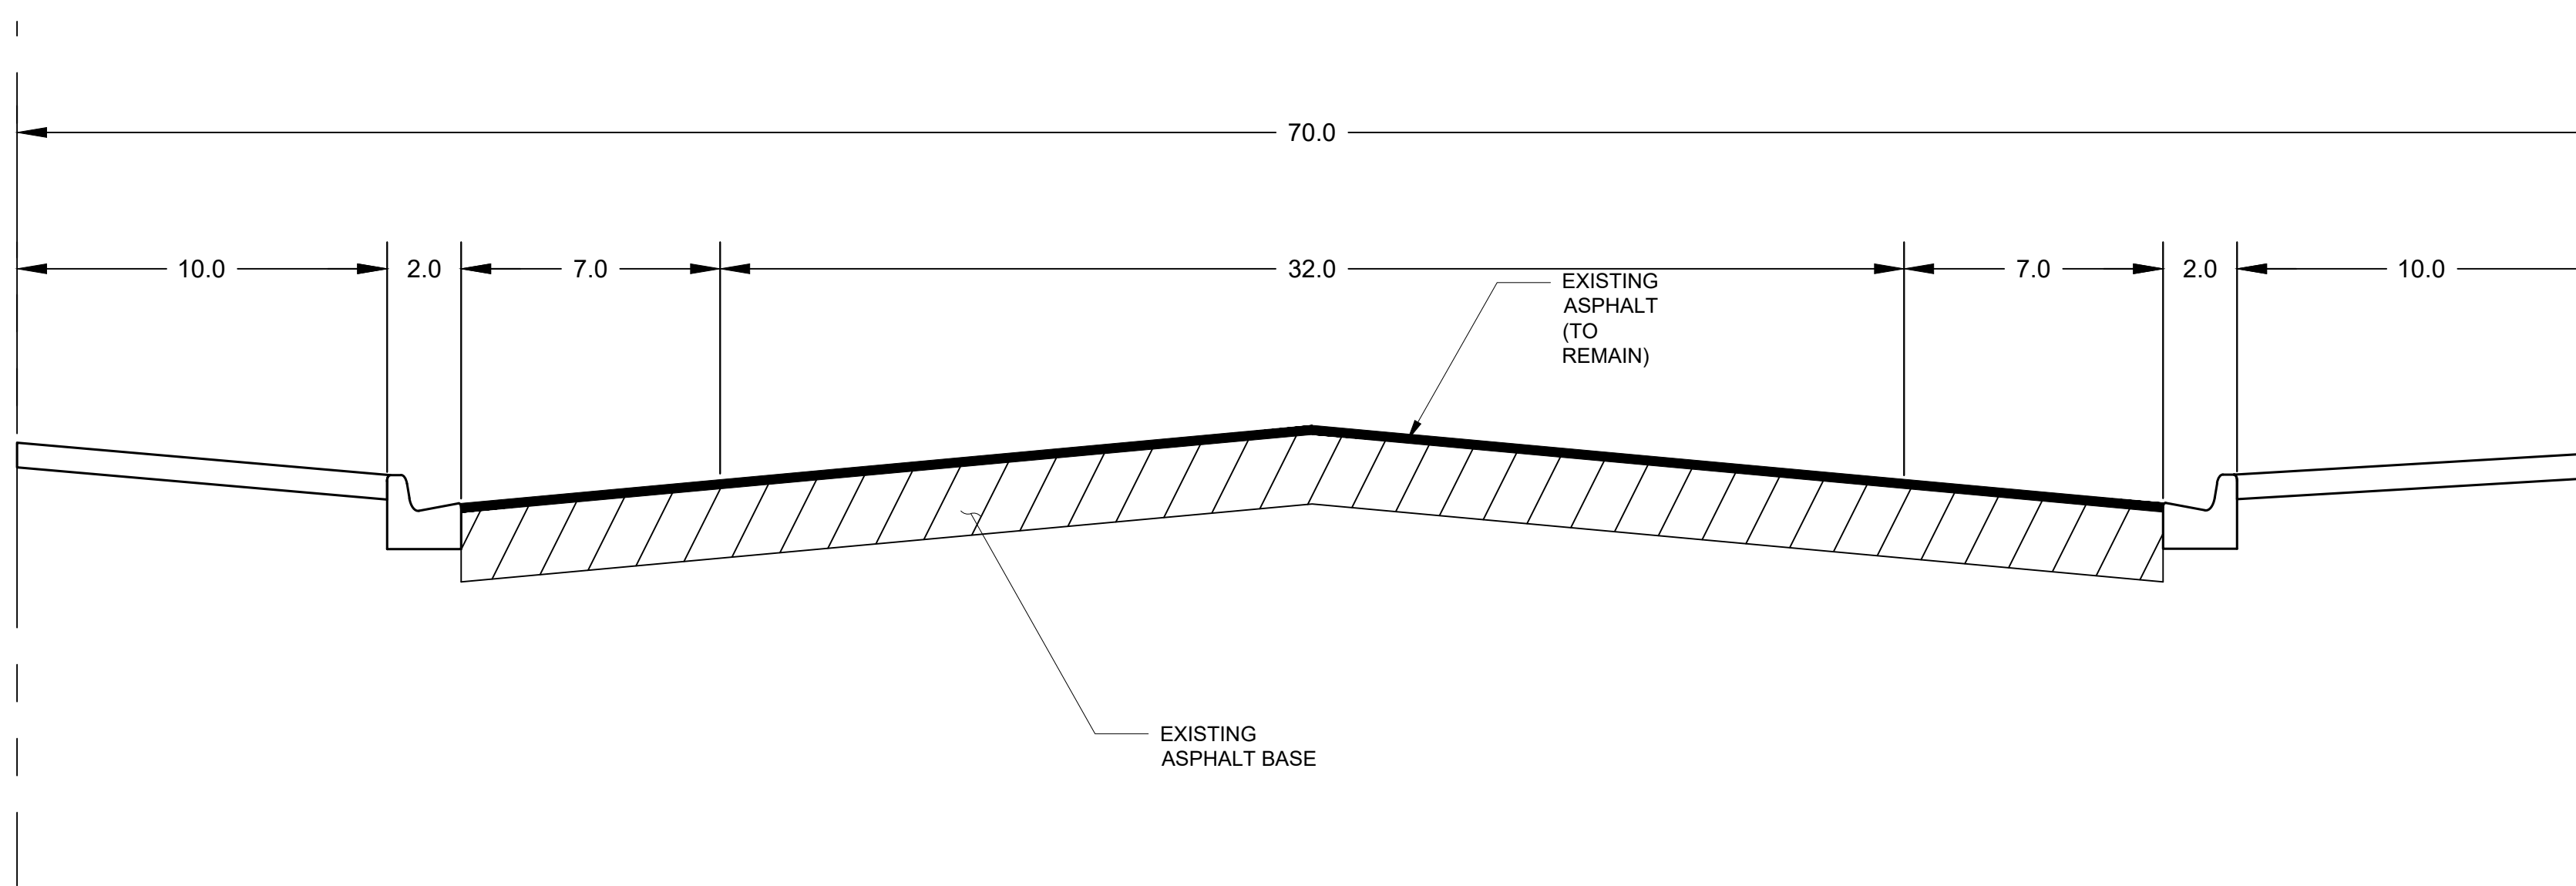 70.0
10.0 2.0 7.0 32.0 7.0 2.0 10.0
EXISTING
ASPHALT
(TO
REMAIN)
EXISTING
ASPHALT BASE